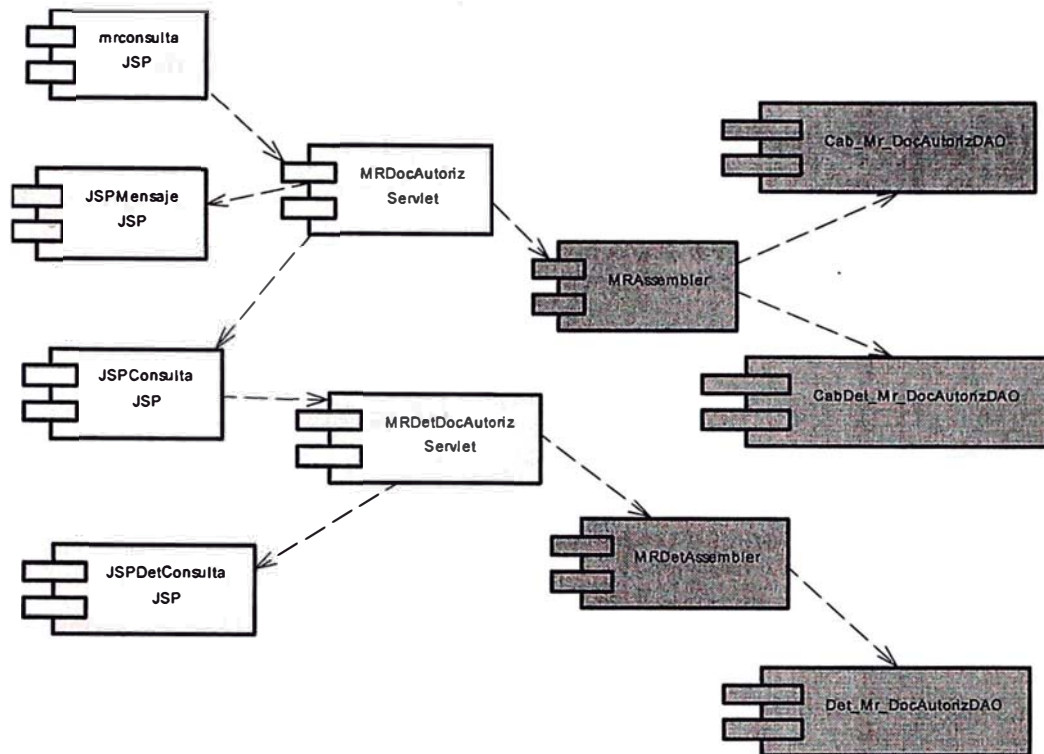 mrconsulta
JSP
JSPMensaje
JSP
MRDocAutoriz
Servlet
Cab_Mr_DocAutorizDAO
MRAssembler
JSPConsulta
JSP
MRDetDocAutoriz
Servlet
CabDet_Mr_DocAutorizDAO
JSPDetConsulta
JSP
MRDetAssembler
Det_Mr_DocAutorizDAO